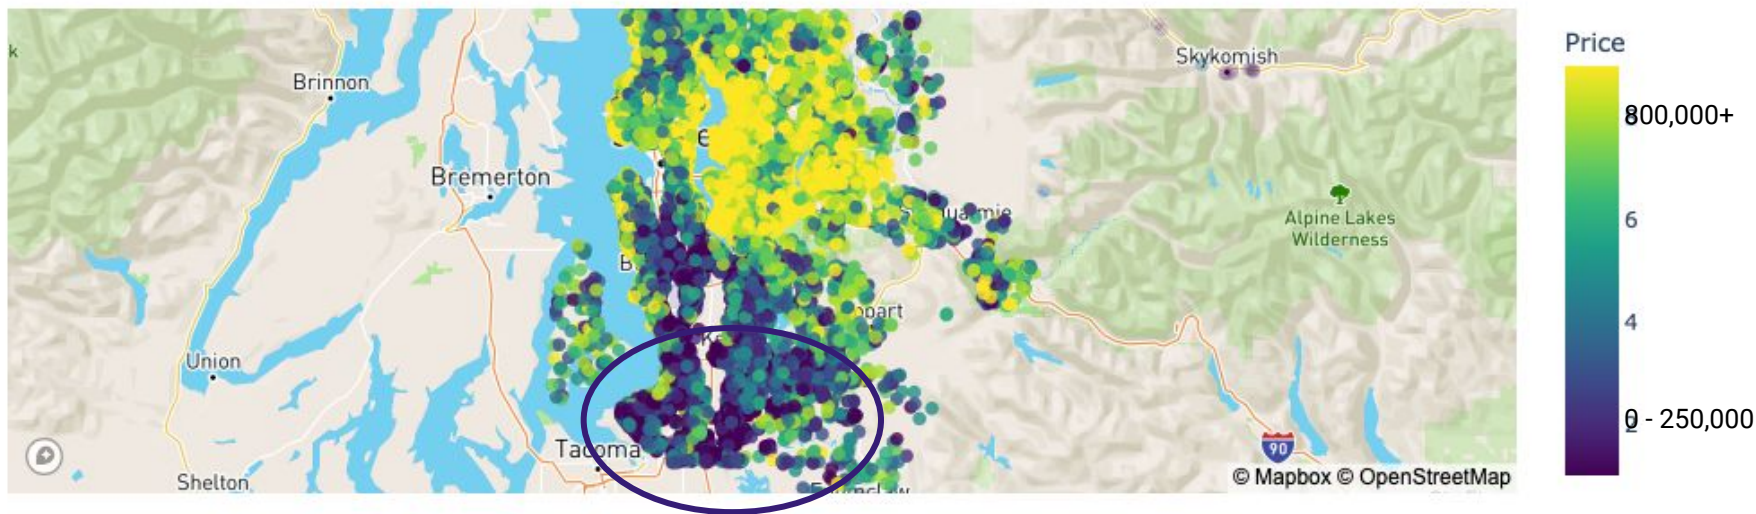 k
Brinnon
Skykomish
Bremerton
Alpine Lakes
Wilderness
Union
Tacoma
90
Shelton
© Mapbox © OpenStreetMap
Price
800,000+
6
4
0 - 250,000